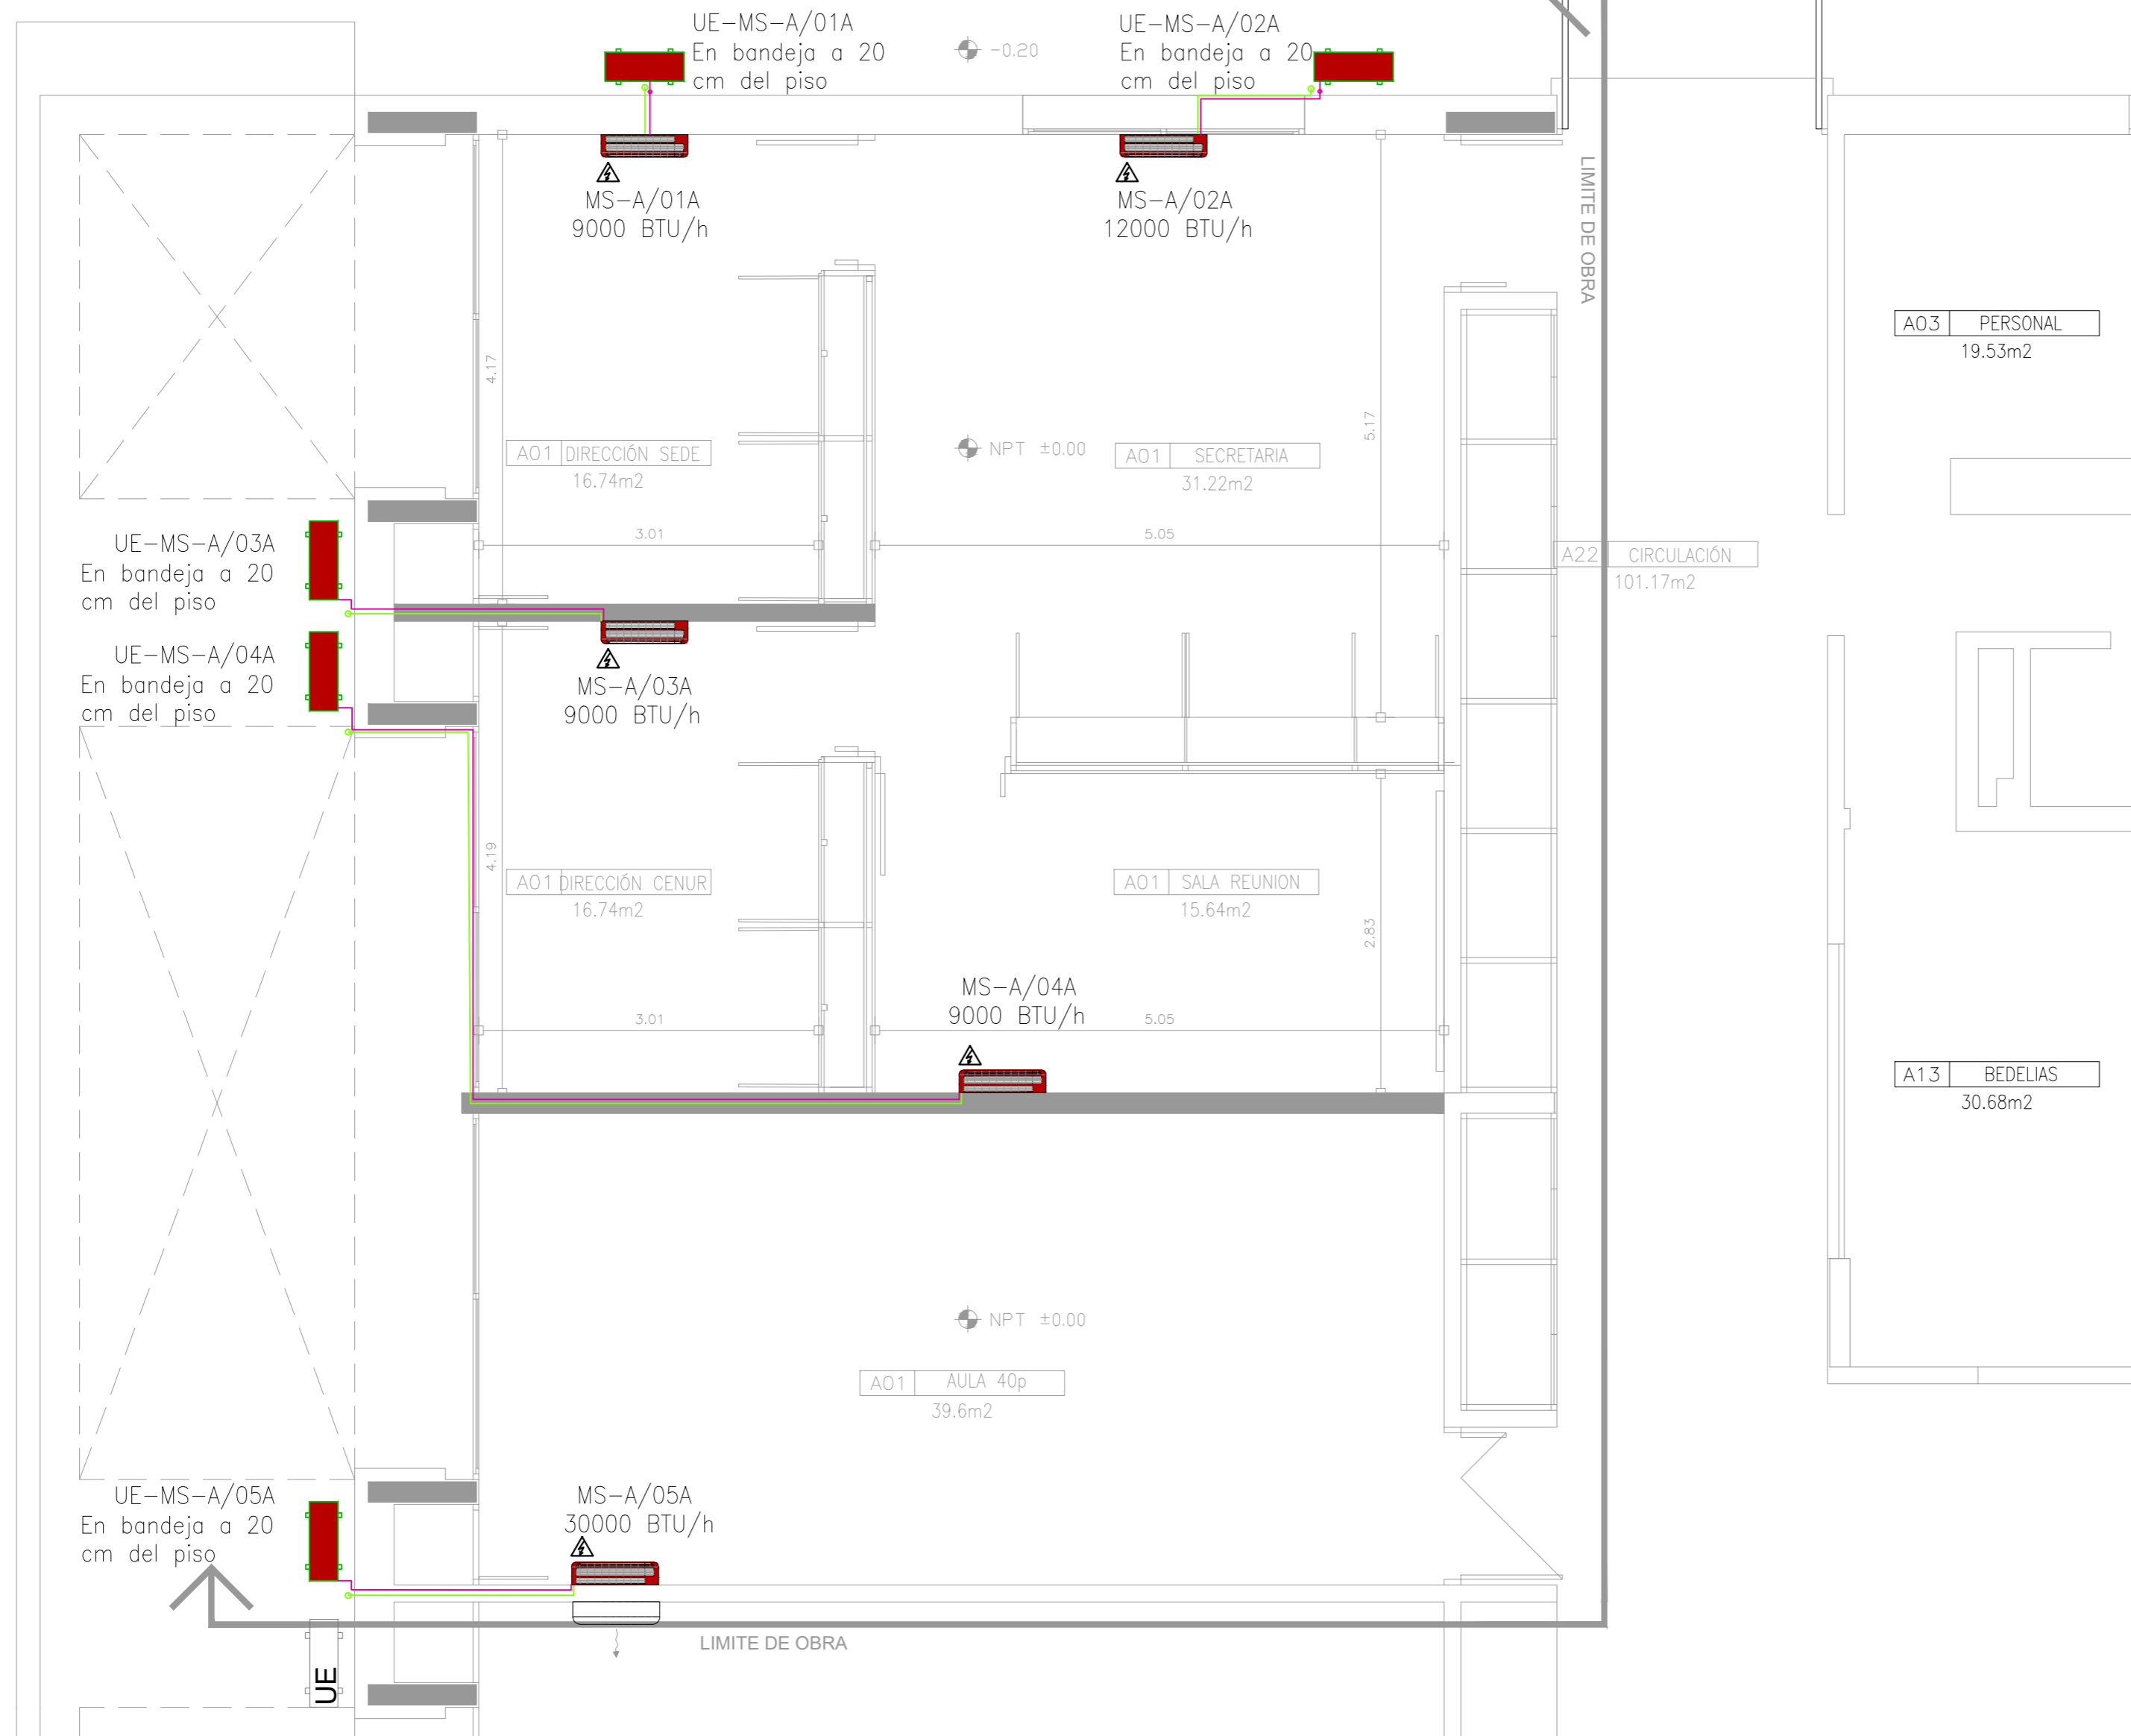 UE-MS-A/01A
En bandeja a 20
cm del piso
-0.20
UE-MS-A/02A
En bandeja a 20
cm del piso
MS-A/01A
9000 BTU/h
MS-A/02A
12000 BTU/h
LIMITE DE OBRA
A03 PERSONAL
19.53m2
4.17
5.17
A01 DIRECCIÓN SEDE
16.74m2
NPT ±0.00
A01 SECRETARIA
31.22m2
3.01
5.05
A22 CIRCULACIÓN
101.17m2
UE-MS-A/03A
En bandeja a 20
cm del piso
UE-MS-A/04A
En bandeja a 20
cm del piso
MS-A/03A
9000 BTU/h
4.19
A01 DIRECCIÓN CENUR
16.74m2
A01 SALA REUNION
15.64m2
2.83
MS-A/04A
9000 BTU/h
3.01
5.05
A13 BEDELIAS
30.68m2
NPT ±0.00
A01 AULA 40p
39.6m2
UE-MS-A/05A
En bandeja a 20
cm del piso
MS-A/05A
30000 BTU/h
LIMITE DE OBRA
UE